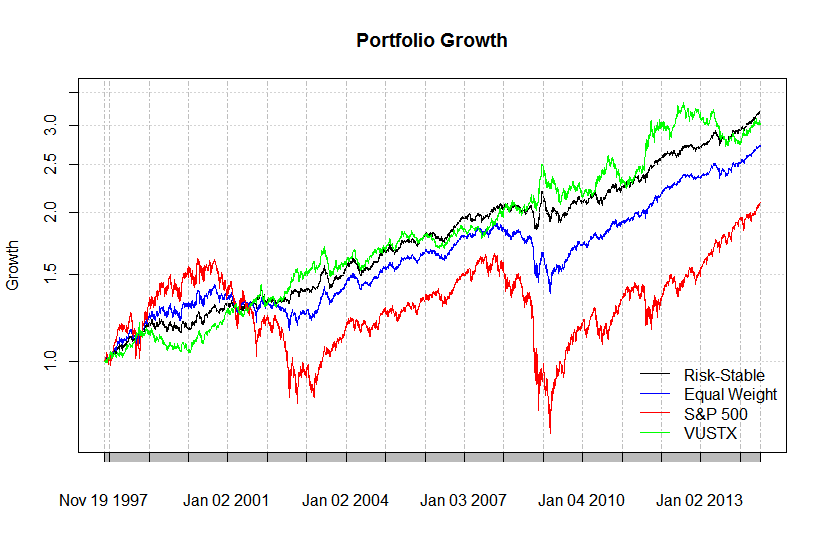 Portfolio Growth
Growth
3.0
2.5
2.0
1.5
1.0
Risk-Stable
Equal Weight
S&P 500
VUSTX
Nov 19 1997 Jan 02 2001 Jan 02 2004 Jan 03 2007 Jan 04 2010 Jan 02 2013